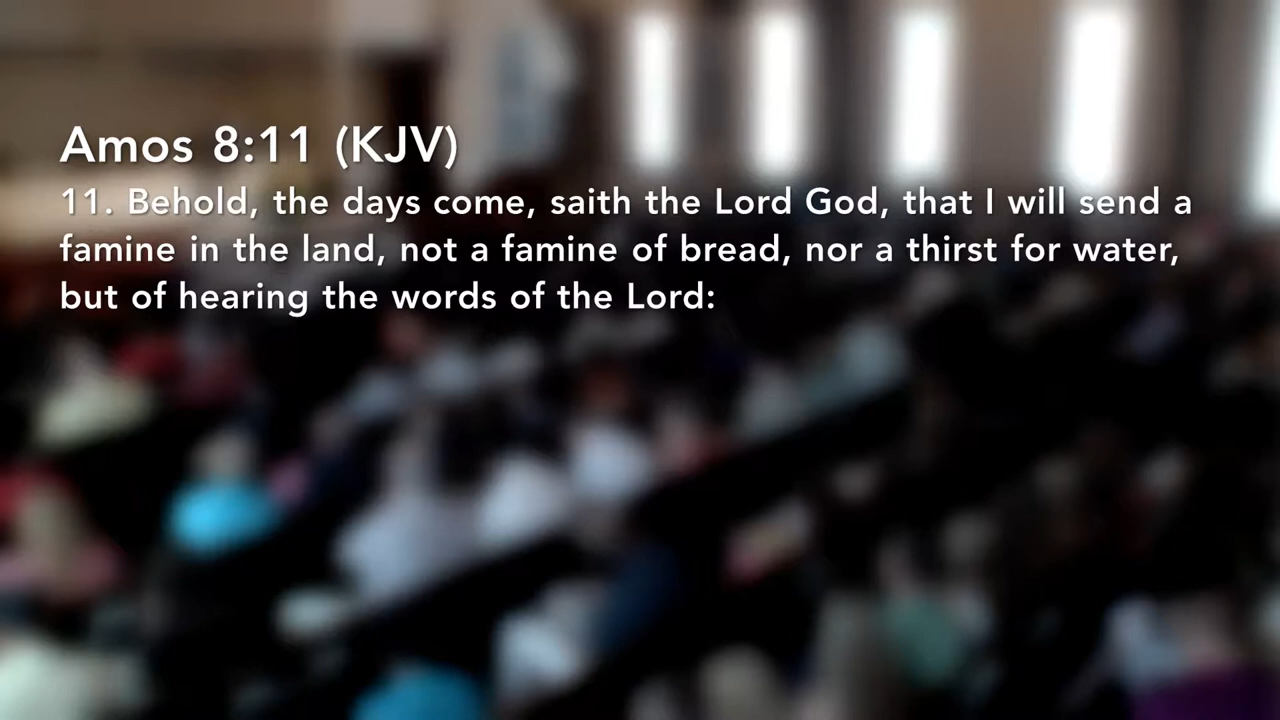 Amos 8:11 (KJV)
11. Behold, the days come, saith the Lord God, that I will send a
famine in the land, not a famine of bread, nor a thirst for water,
but of hearing the words of the Lord: